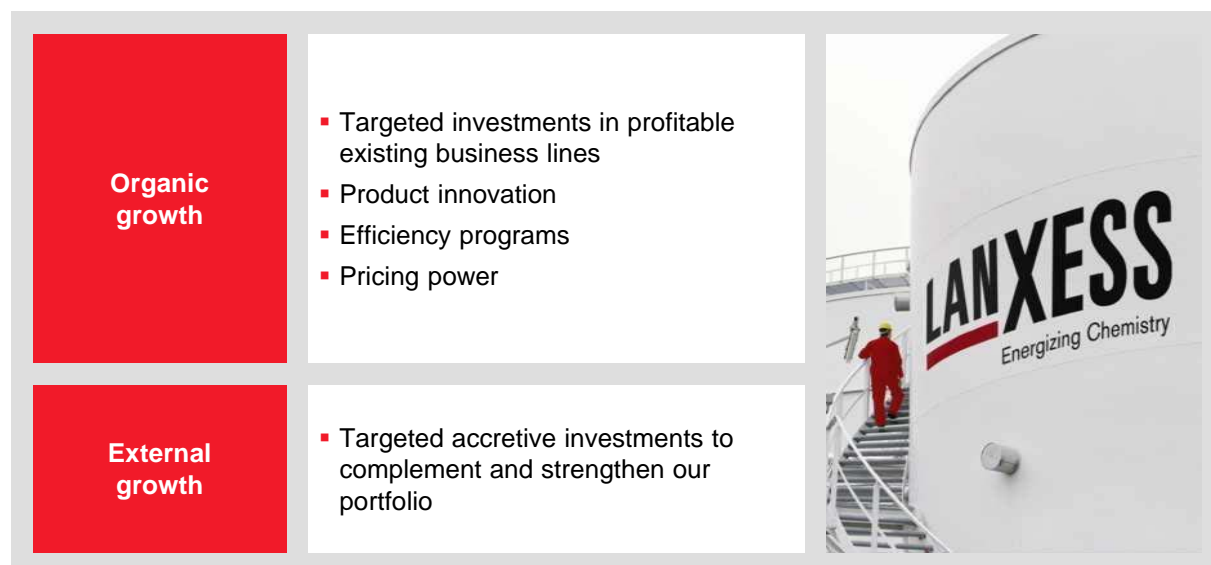 Organic
growth
▪ Targeted investments in profitable
existing business lines
▪ Product innovation
▪ Efficiency programs
▪ Pricing power
External
growth
▪ Targeted accretive investments to
complement and strengthen our
portfolio
LANXESS
Energizing Chemistry